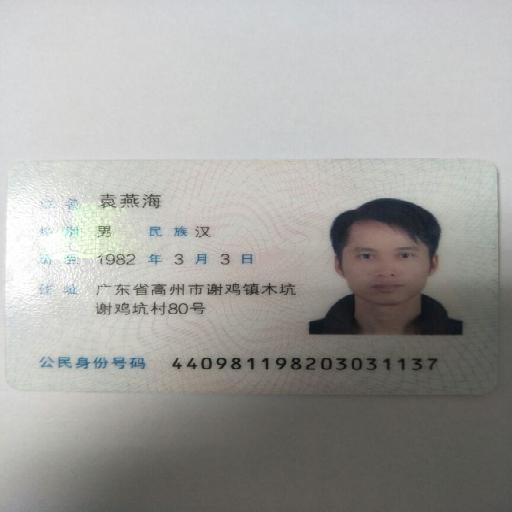 姓名 袁燕海
性别 男 民族 汉
出生 1982 年 3 月 3 日
住址 广东省高州市谢鸡镇木坑
谢鸡坑村80号
公民身份号码 440981198203031137